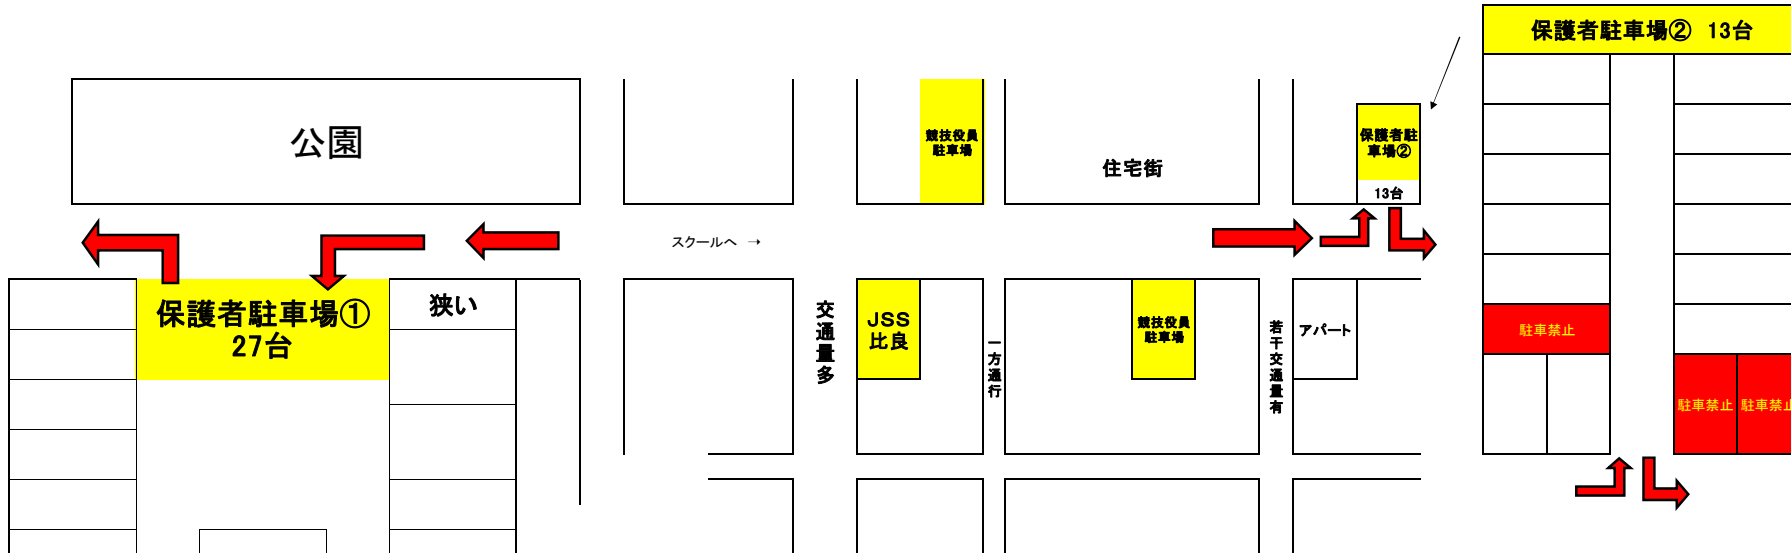 保護者駐車場② 13台
公園
競技役員
駐車場
住宅街
保護者駐
車場②
13台
スクールへ →
保護者駐車場①
27台
狭い
交通量多
JSS
比良
一方通行
競技役員
駐車場
若干交通量有
アパート
駐車禁止
駐車禁止
駐車禁止